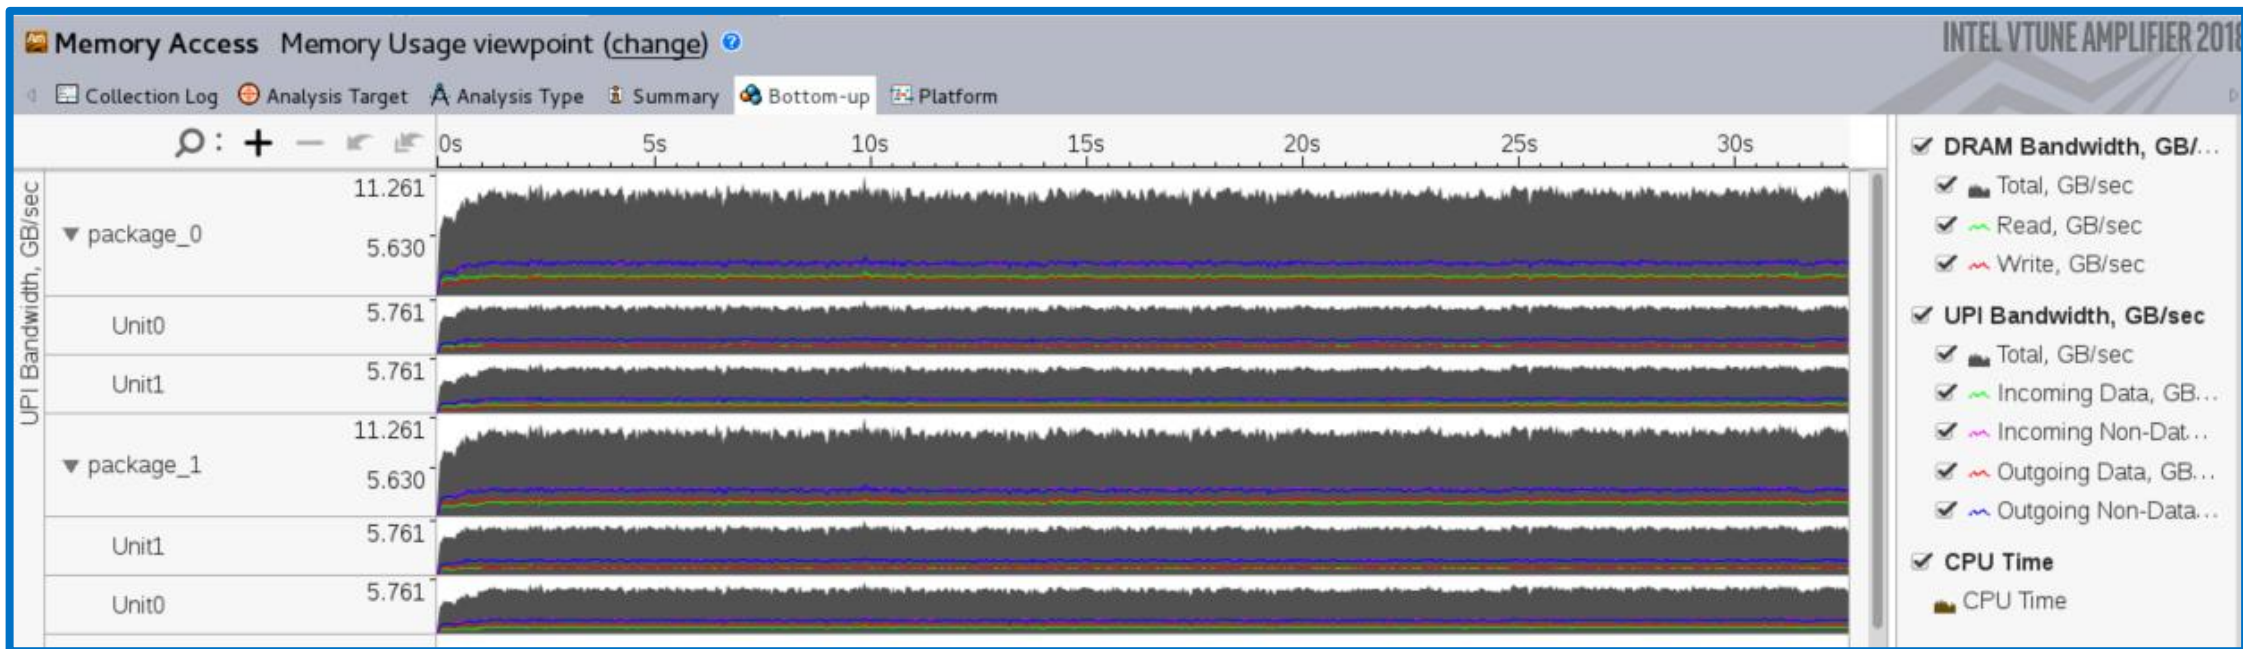 Memory Access Memory Usage viewpoint (change) ?
INTEL VTUNE AMPLIFIER 2018
Collection Log Analysis Target Analysis Type Summary Bottom-up Platform
0s 5s 10s 15s 20s 25s 30s
UPI Bandwidth, GB/sec
package_0 11.261
5.630
Unit0 5.761
Unit1 5.761
package_1 11.261
5.630
Unit1 5.761
Unit0 5.761
DRAM Bandwidth, GB/...
Total, GB/sec
Read, GB/sec
Write, GB/sec
UPI Bandwidth, GB/sec
Total, GB/sec
Incoming Data, GB...
Incoming Non-Dat...
Outgoing Data, GB...
Outgoing Non-Data...
CPU Time
CPU Time